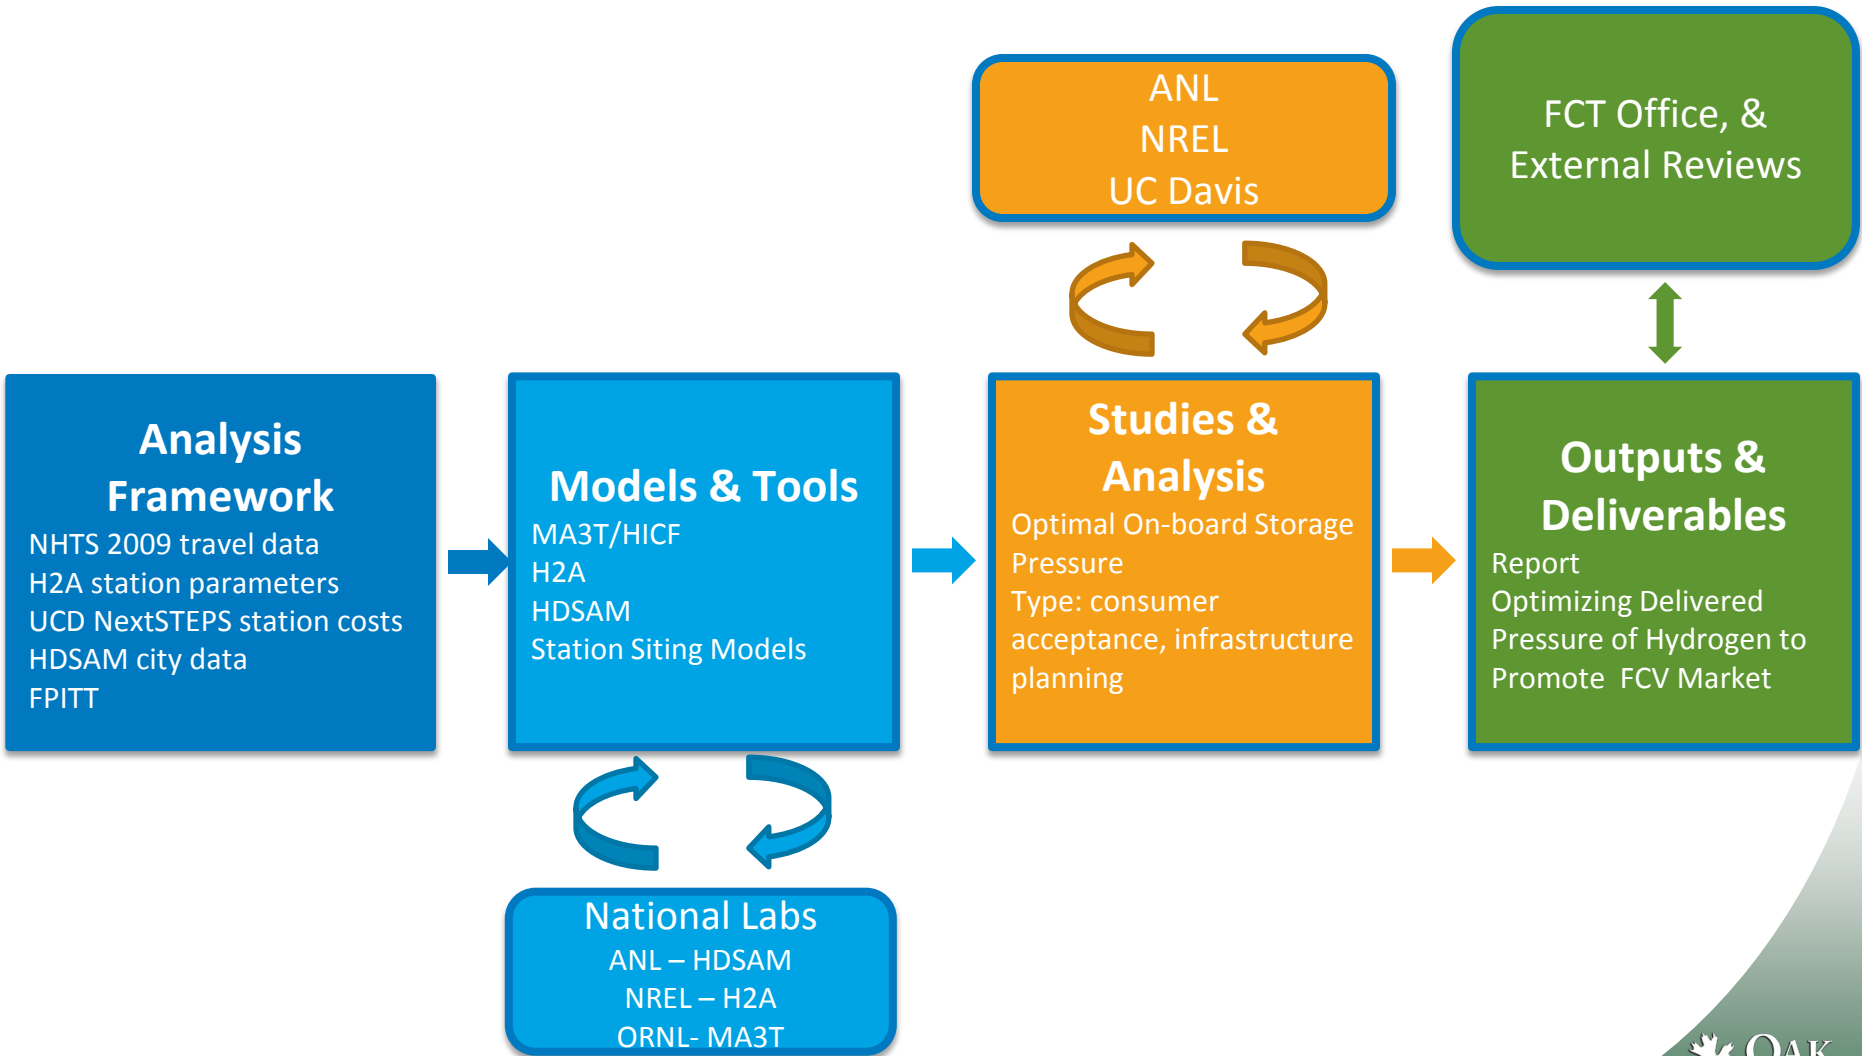 ANL
NREL
UC Davis
FCT Office, &
External Reviews
Analysis
Framework
NHTS 2009 travel data
H2A station parameters
UCD NextSTEPS station costs
HDSAM city data
FPITT
Models & Tools
MA3T/HICF
H2A
HDSAM
Station Siting Models
Studies &
Analysis
Optimal On-board Storage
Pressure
Type: consumer
acceptance, infrastructure
planning
Outputs &
Deliverables
Report
Optimizing Delivered
Pressure of Hydrogen to
Promote  FCV Market
National Labs
ANL – HDSAM
NREL – H2A
ORNL- MA3T
OAK